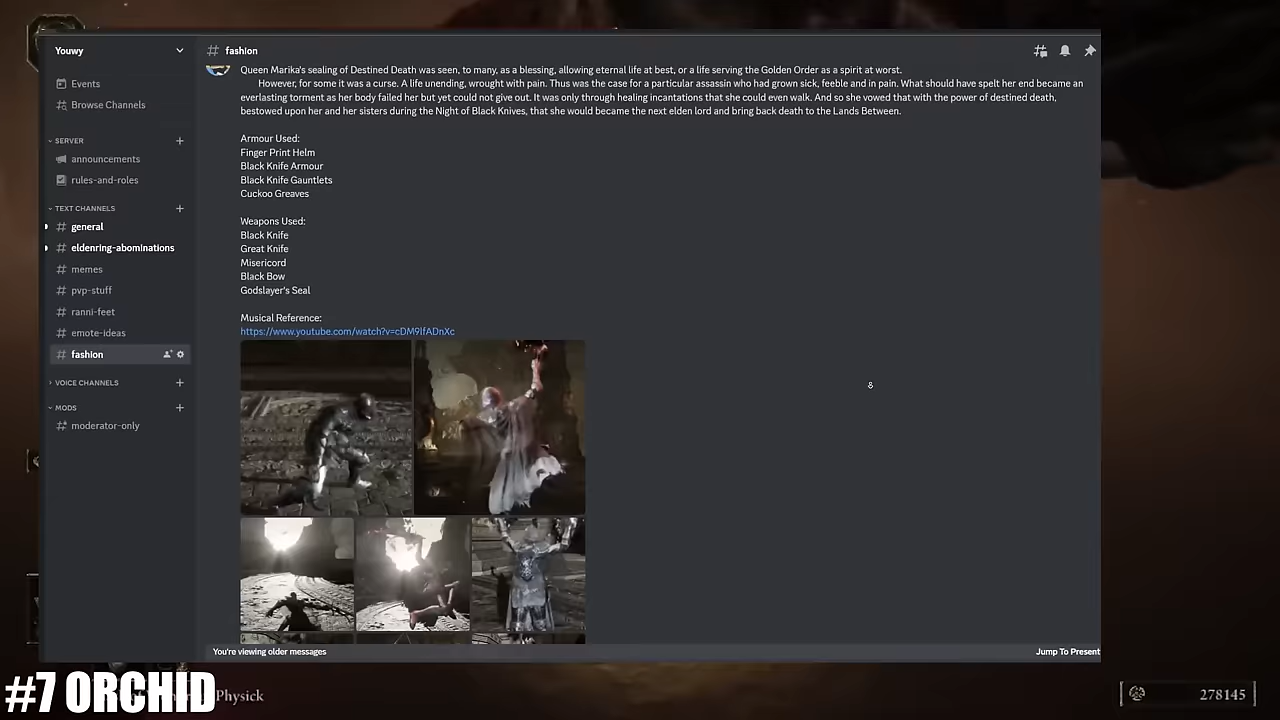 Youwy
Events
Browse Channels
SERVER
announcements
rules-and-roles
TEXT CHANNELS
general
eldenring-abominations
memes
pvp-stuff
ranni-feet
emote-ideas
fashion
VOICE CHANNELS
MODS
moderator-only
fashion
Queen Marika's sealing of Destined Death was seen, to many, as a blessing, allowing eternal life at best, or a life serving the Golden Order as a spirit at worst.
However, for some it was a curse. A life unending, wrought with pain. Thus was the case for a particular assassin who had grown sick, feeble and in pain. What should have spelt her end became an
everlasting torment as her body failed her but yet could not give out. It was only through healing incantations that she could even walk. And so she vowed that with the power of destined death,
bestowed upon her and her sisters during the Night of Black Knives, that she would became the next elden lord and bring back death to the Lands Between.
Armour Used:
Finger Print Helm
Black Knife Armour
Black Knife Gauntlets
Cuckoo Greaves
Weapons Used:
Black Knife
Great Knife
Misericord
Black Bow
Godslayer's Seal
Musical Reference:
https://www.youtube.com/watch?v=cDM9IfADnXc
You're viewing older messages
Jump To Present
#7 ORCHID
Physick
278145